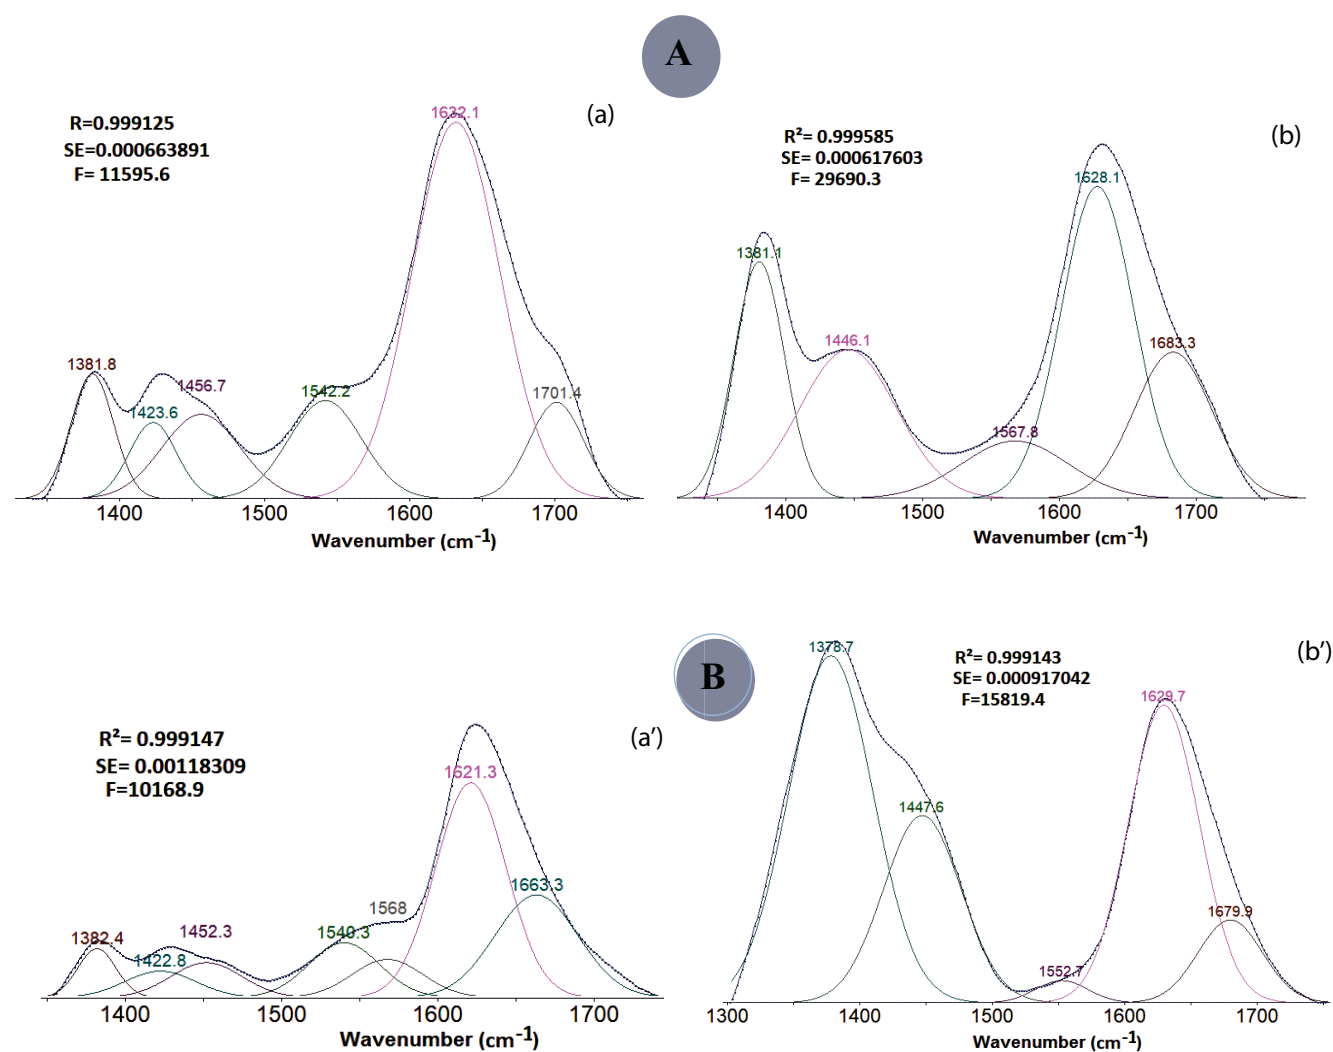 A
(a)
R=0.999125
SE=0.000663891
F= 11595.6
1381.8
1423.6
1456.7
1542.2
1632.1
1701.4
1400 1500 1600 1700
Wavenumber (cm-1)
(b)
R²= 0.999585
SE= 0.000617603
F= 29690.3
1381.1
1446.1
1567.8
1628.1
1683.3
1400 1500 1600 1700
Wavenumber (cm-1)
B
(a')
R²= 0.999147
SE= 0.00118309
F=10168.9
1382.4
1422.8
1452.3
1540.3
1568
1621.3
1663.3
1400 1500 1600 1700
Wavenumber (cm-1)
(b')
R²= 0.999143
SE= 0.000917042
F=15819.4
1378.7
1447.6
1552.7
1629.7
1679.9
1300 1400 1500 1600 1700
Wavenumber (cm-1)